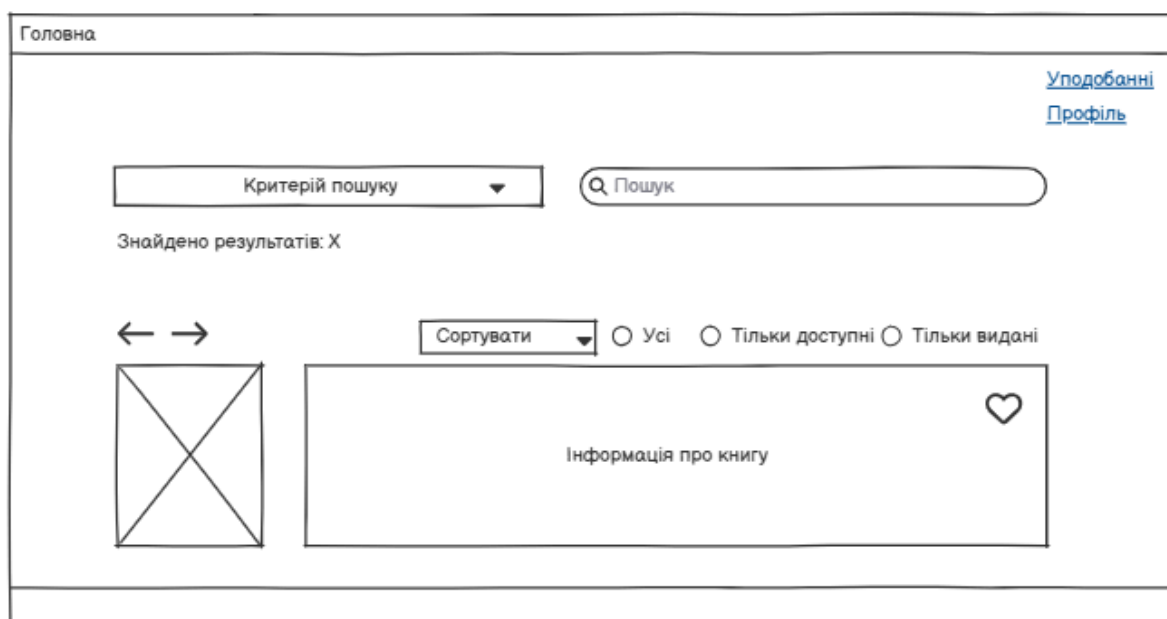 Головна
Уподобанні
Профіль
Критерій пошуку
Пошук
Знайдено результатів: X
Сортувати Усі Тільки доступні Тільки видані
Інформація про книгу